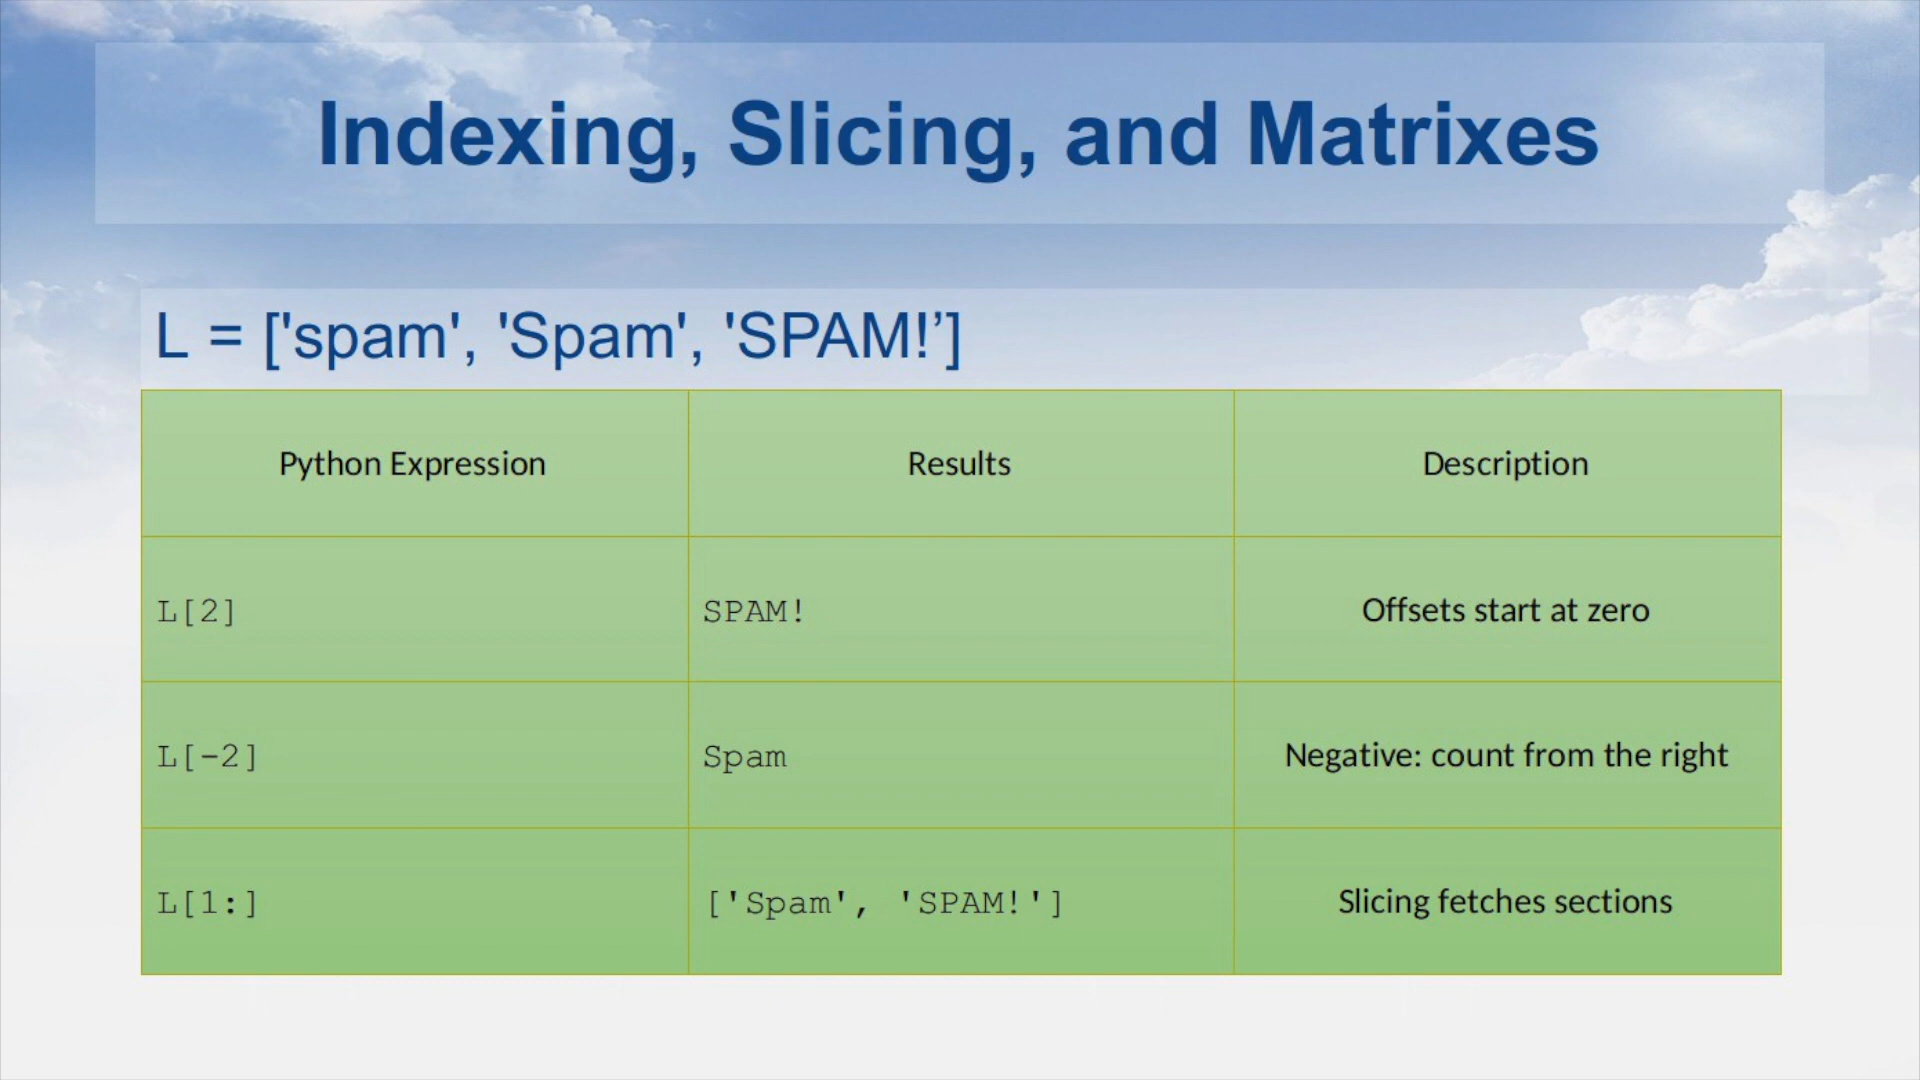 Indexing, Slicing, and Matrixes
L = ['spam', 'Spam', 'SPAM!’]
Python Expression Results Description
L[2] SPAM! Offsets start at zero
L[-2] Spam Negative: count from the right
L[1:] ['Spam', 'SPAM!'] Slicing fetches sections